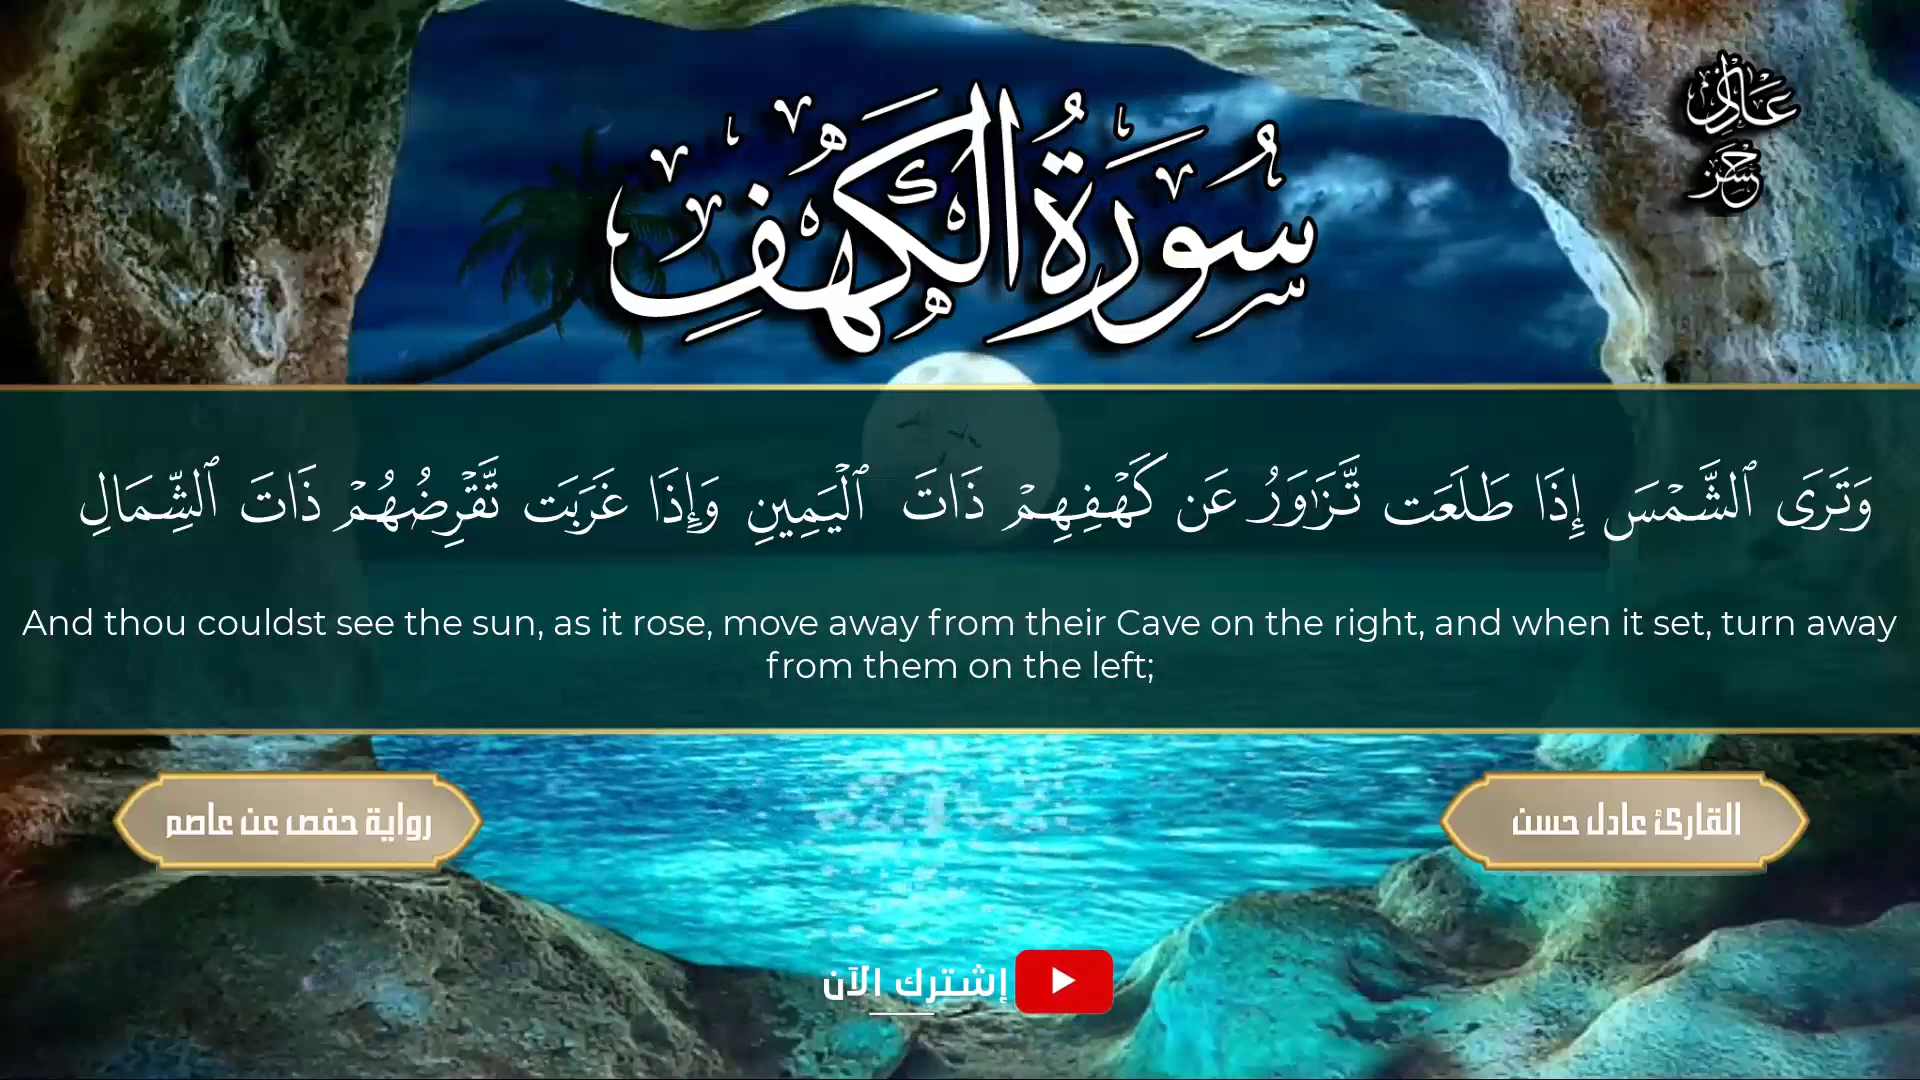 سُورَةُ الكَهْفِ
عَادِل
حَسَن
وَتَرَى ٱلشَّمْسَ إِذَا طَلَعَت تَّزَٰوَرُ عَن كَهْفِهِمْ ذَاتَ ٱلْيَمِينِ وَإِذَا غَرَبَت تَّقْرِضُهُمْ ذَاتَ ٱلشِّمَالِ
And thou couldst see the sun, as it rose, move away from their Cave on the right, and when it set, turn away
from them on the left;
القارئ عادل حسن
رواية حفص عن عاصم
إشترك الآن